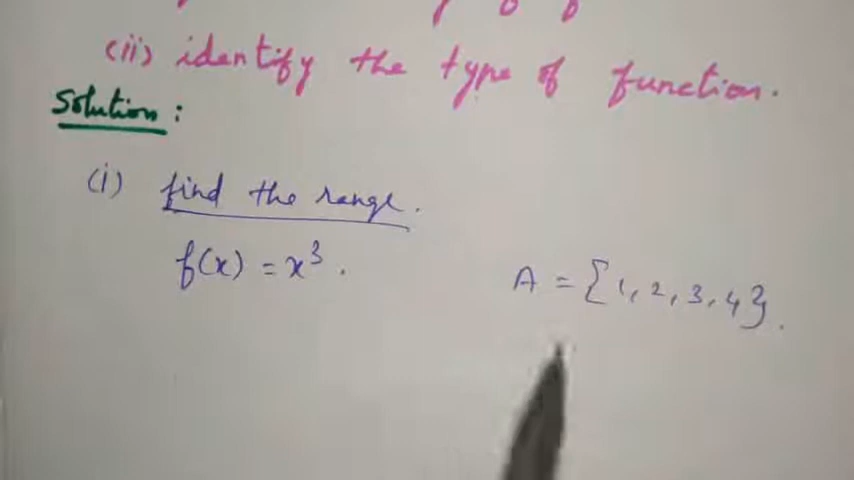 (ii) identify the type of function.
Solution:
(i) find the range.
f(x) = x³.
A = {1, 2, 3, 4}.